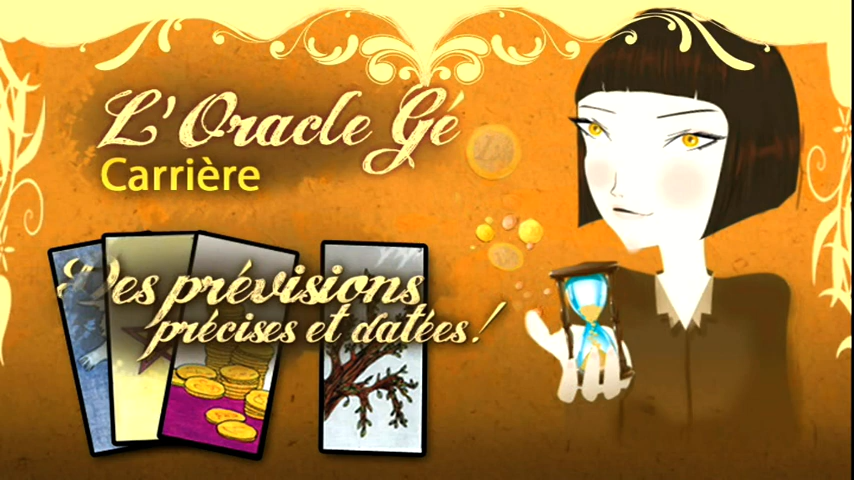 L'Oracle Gé
Carrière
Des prévisions
précises et datées!